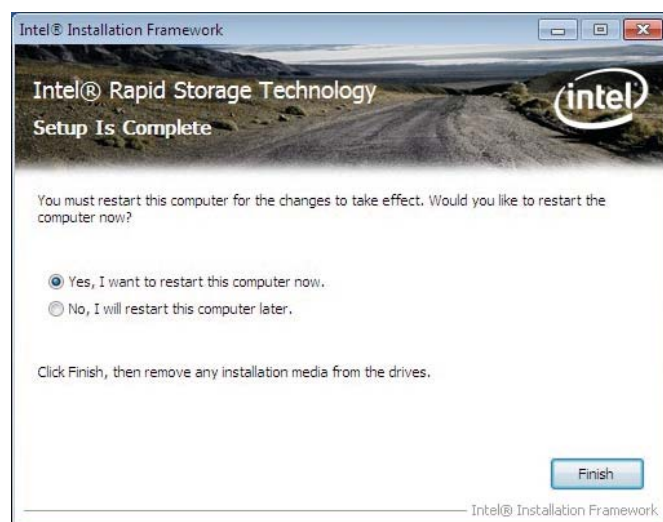 Intel® Installation Framework
Intel® Rapid Storage Technology
Setup Is Complete
intel
You must restart this computer for the changes to take effect. Would you like to restart the
computer now?
Yes, I want to restart this computer now.
No, I will restart this computer later.
Click Finish, then remove any installation media from the drives.
Finish
Intel® Installation Framework